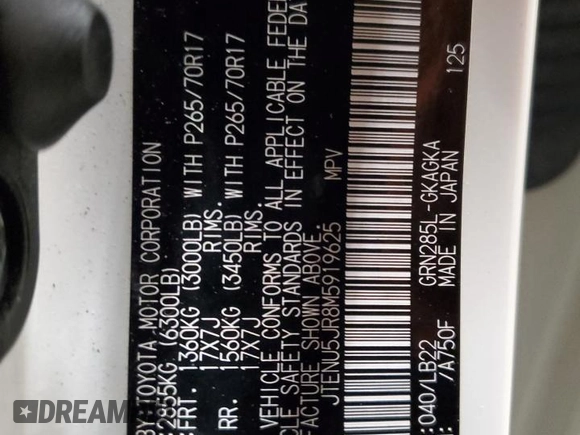 BY TOYOTA MOTOR CORPORATION
:2855KG (6300LB)
:FRT. 1360KG (3000LB) WITH P265/70R17
17X7J RIMS.
RR. 1560KG (3450LB) WITH P265/70R17
17X7J RIMS.
VEHICLE CONFORMS TO ALL APPLICABLE FEDE
LE SAFETY STANDARDS IN EFFECT ON THE DA
FACTURE SHOWN ABOVE.
JTENU5JR8M5919625 MPV
:040/LB22 GRN285L-GKAGKA
/A750F MADE IN JAPAN 125
DREAM